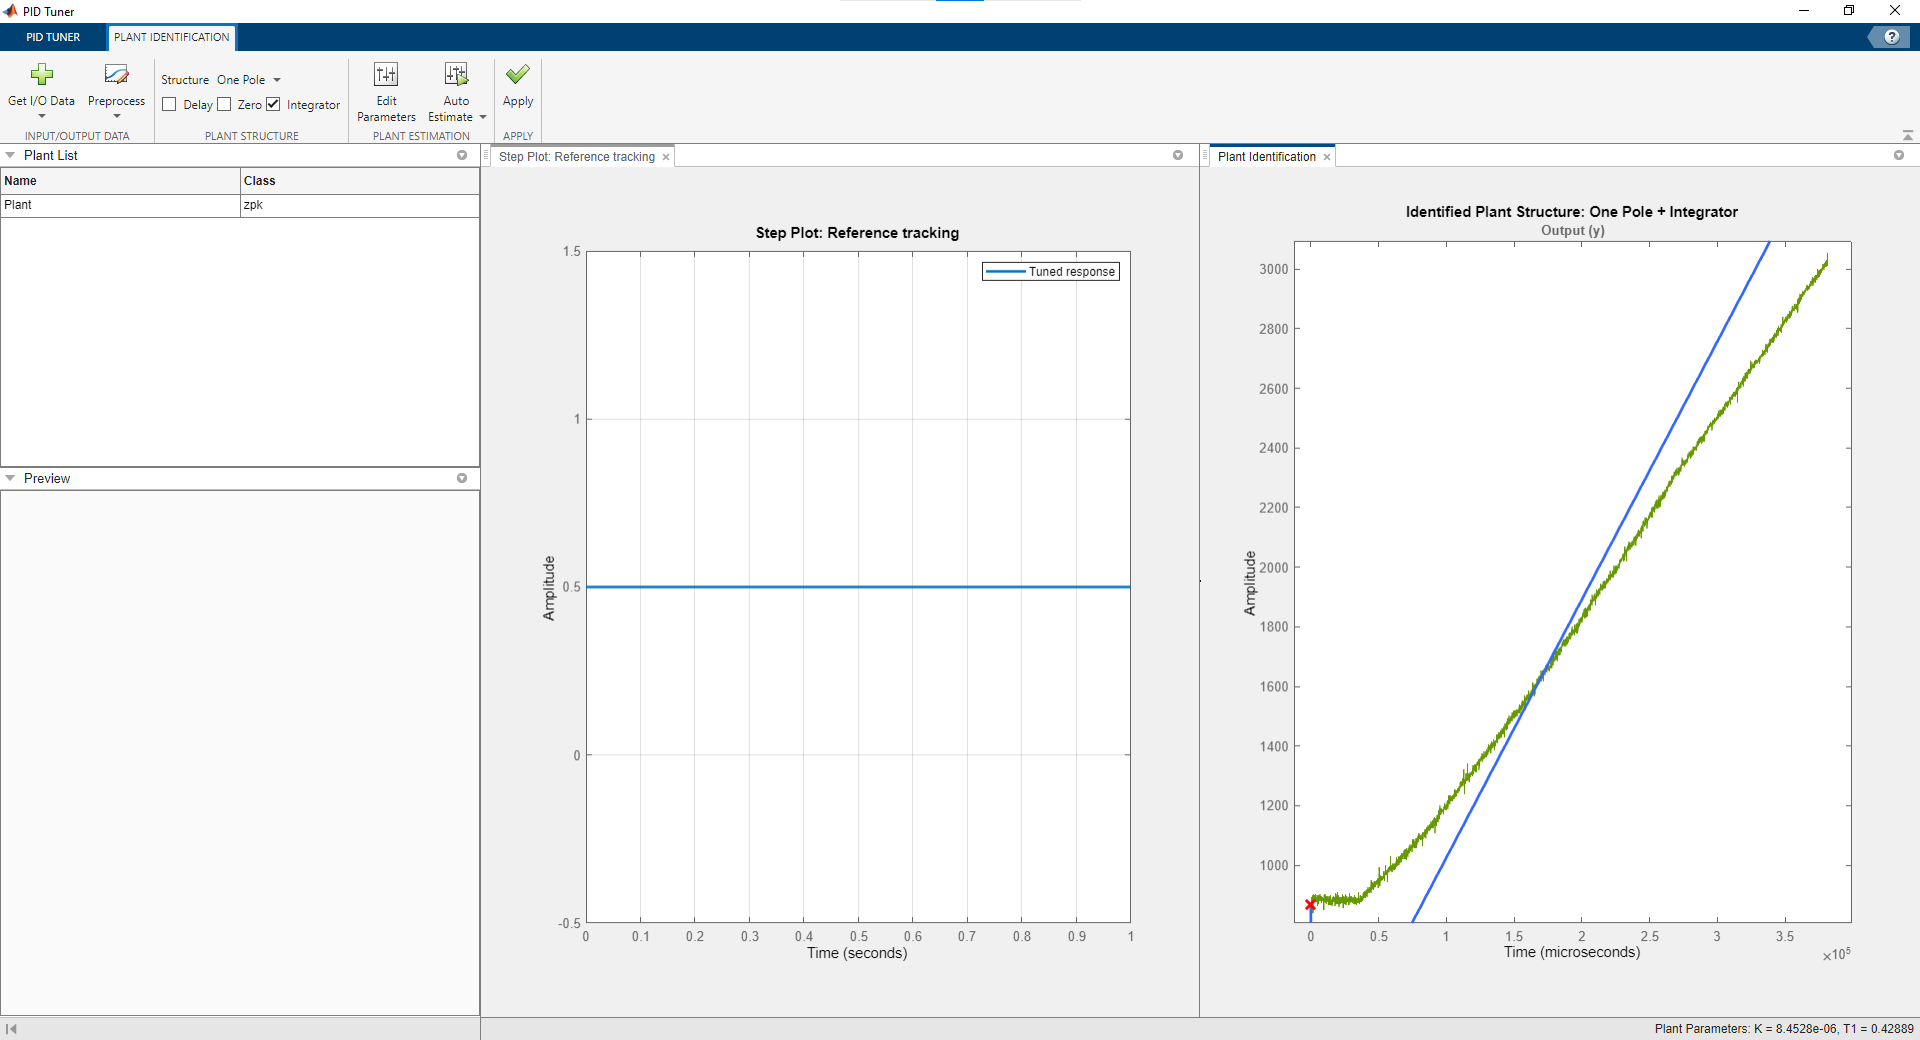 PID Tuner
PID TUNER
PLANT IDENTIFICATION
?
Get I/O Data
Preprocess
Structure One Pole
Delay Zero Integrator
Edit Parameters
Auto Estimate
Apply
INPUT/OUTPUT DATA
PLANT STRUCTURE
PLANT ESTIMATION
APPLY
Plant List
Name Class
Plant zpk
Preview
Step Plot: Reference tracking
Step Plot: Reference tracking
Tuned response
1.5
1
0.5
0
-0.5
Amplitude
0 0.1 0.2 0.3 0.4 0.5 0.6 0.7 0.8 0.9 1
Time (seconds)
Plant Identification
Identified Plant Structure: One Pole + Integrator
Output (y)
3000
2800
2600
2400
2200
2000
1800
1600
1400
1200
1000
Amplitude
0 0.5 1 1.5 2 2.5 3 3.5
Time (microseconds)
×10⁵
Plant Parameters: K = 8.4528e-06, T1 = 0.42889